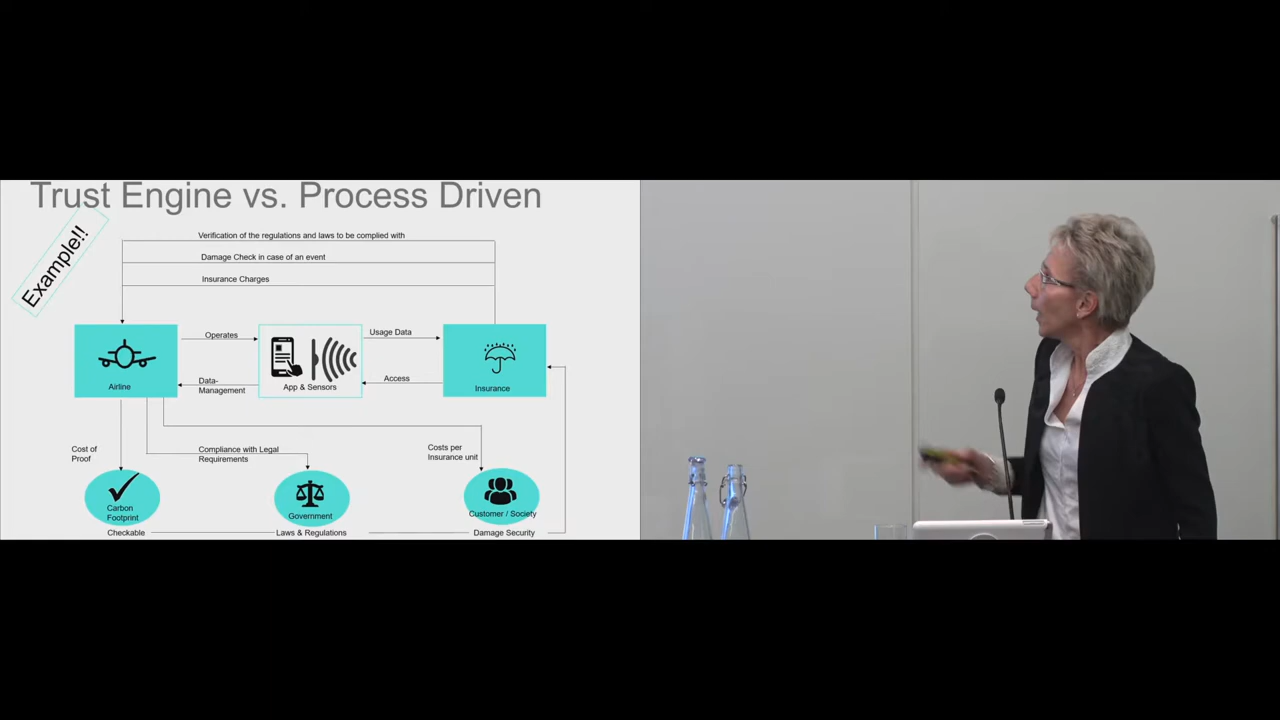 Trust Engine vs. Process Driven
Example!!
Verification of the regulations and laws to be complied with
Damage Check in case of an event
Insurance Charges
Operates
Usage Data
Airline
Data-
Management
App & Sensors
Access
Insurance
Cost of
Proof
Compliance with Legal
Requirements
Costs per
Insurance unit
Carbon
Footprint
Government
Customer / Society
Checkable
Laws & Regulations
Damage Security